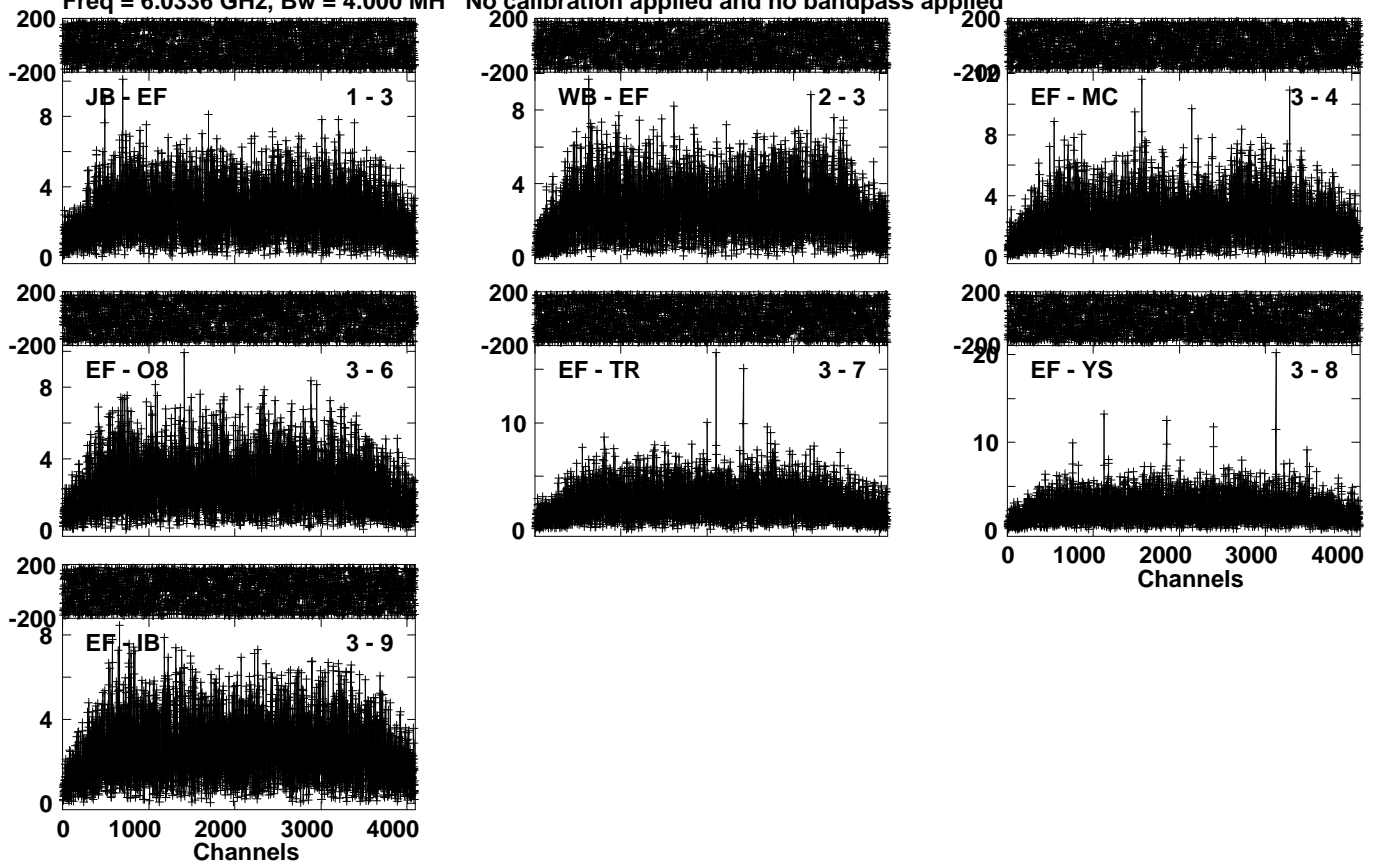 Freq = 6.0336 GHz, Bw = 4.000 MH No calibration applied and no bandpass applied
200 200 200
-200 -200 -200
JB - EF 1 - 3 WB - EF 2 - 3 12 EF - MC 3 - 4
8 8 8
4 4 4
0 0 0
200 200 200
-200 -200 -200
EF - O8 3 - 6 EF - TR 3 - 7 20 EF - YS 3 - 8
8 10 10
4
0 0 0
0 1000 2000 3000 4000
Channels
200
-200
8 EF - IB 3 - 9
4
0
0 1000 2000 3000 4000
Channels